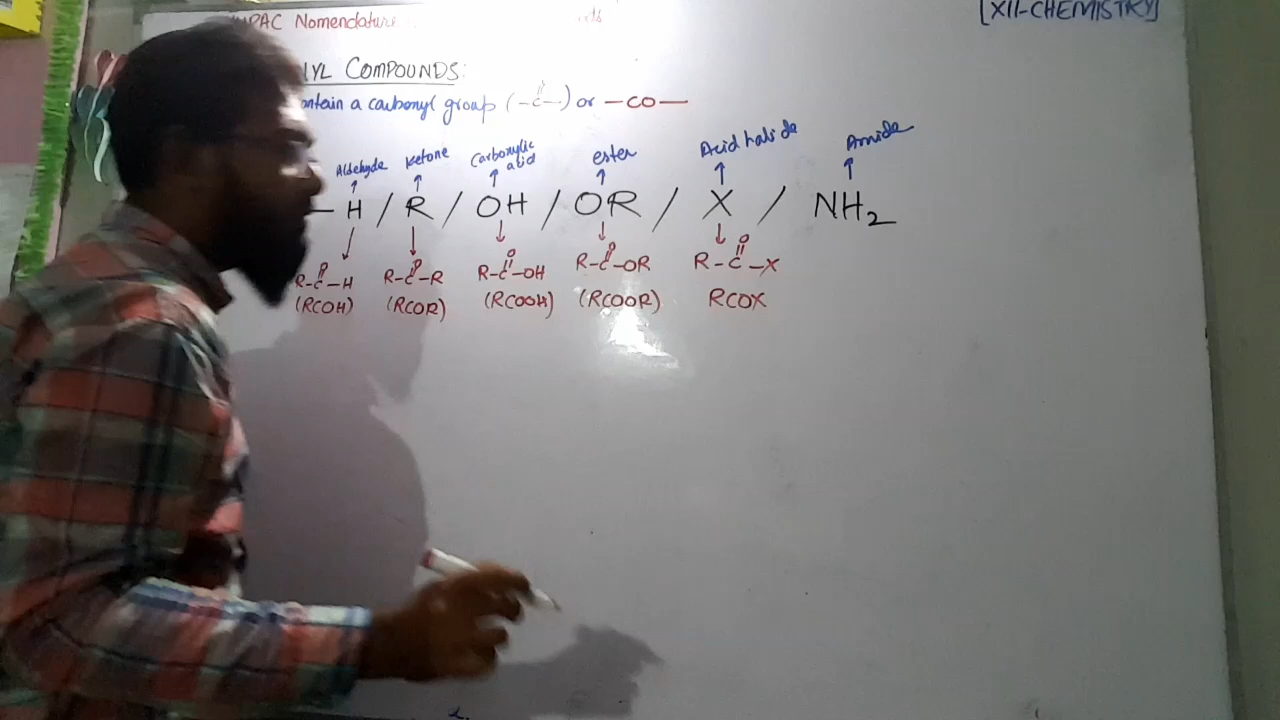 PAC Nomenclature
[XII-CHEMISTRY]
YL COMPOUNDS:
ontain a carbonyl group (-C-) or -CO-
Aldehyde Ketone Carboxylic acid ester Acid halide Amide
- H / R / OH / OR / X / NH₂
R-C-H R-C-R R-C-OH R-C-OR R-C-X
O O O O O
(RCOH) (RCOR) (RCOOH) (RCOOR) RCOX